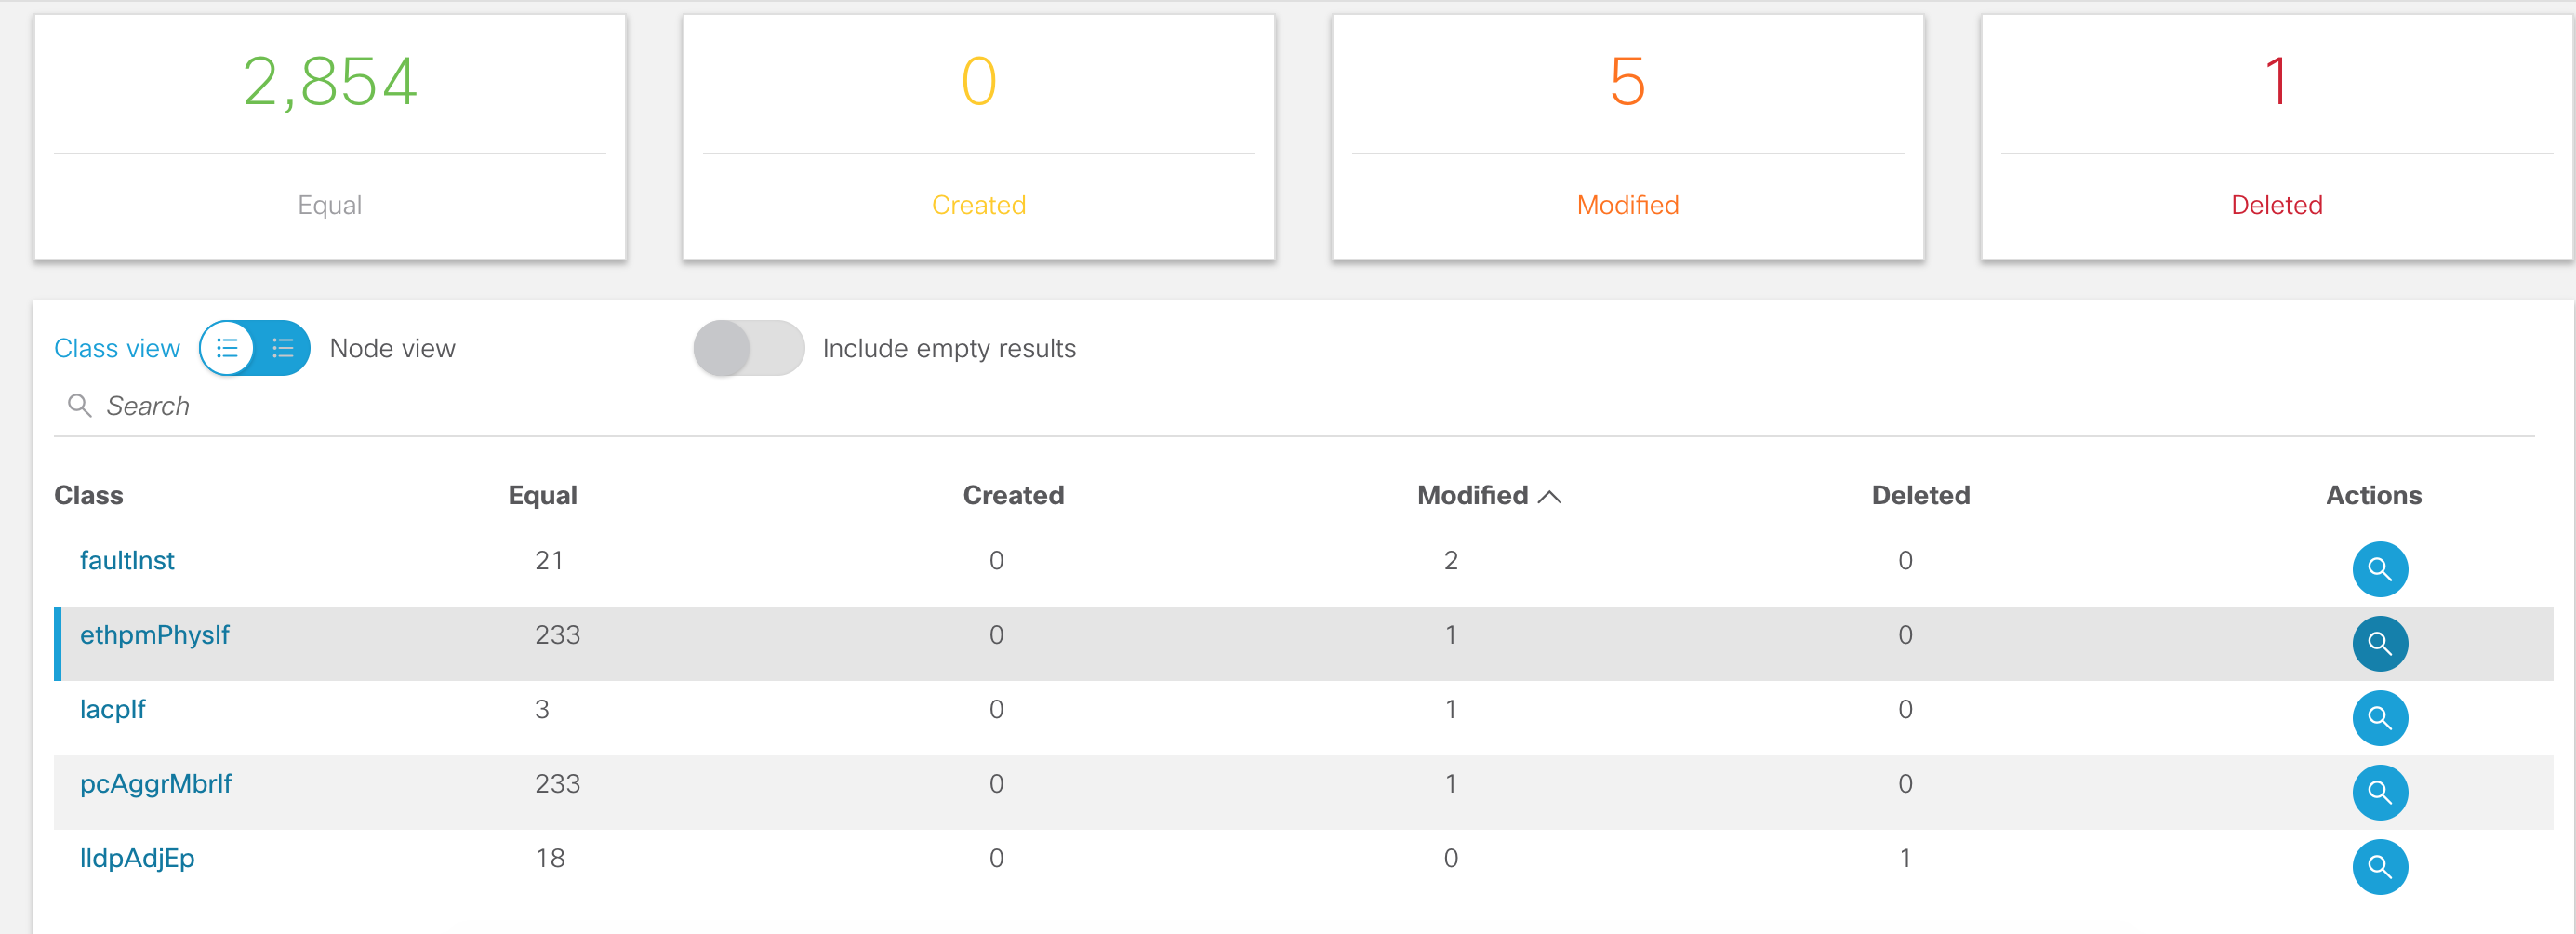 2,854 0 5 1
Equal Created Modified Deleted
Class view Node view Include empty results
Search
Class Equal Created Modified Deleted Actions
faultInst 21 0 2 0
ethpmPhysIf 233 0 1 0
lacpIf 3 0 1 0
pcAggrMbrIf 233 0 1 0
lldpAdjEp 18 0 0 1